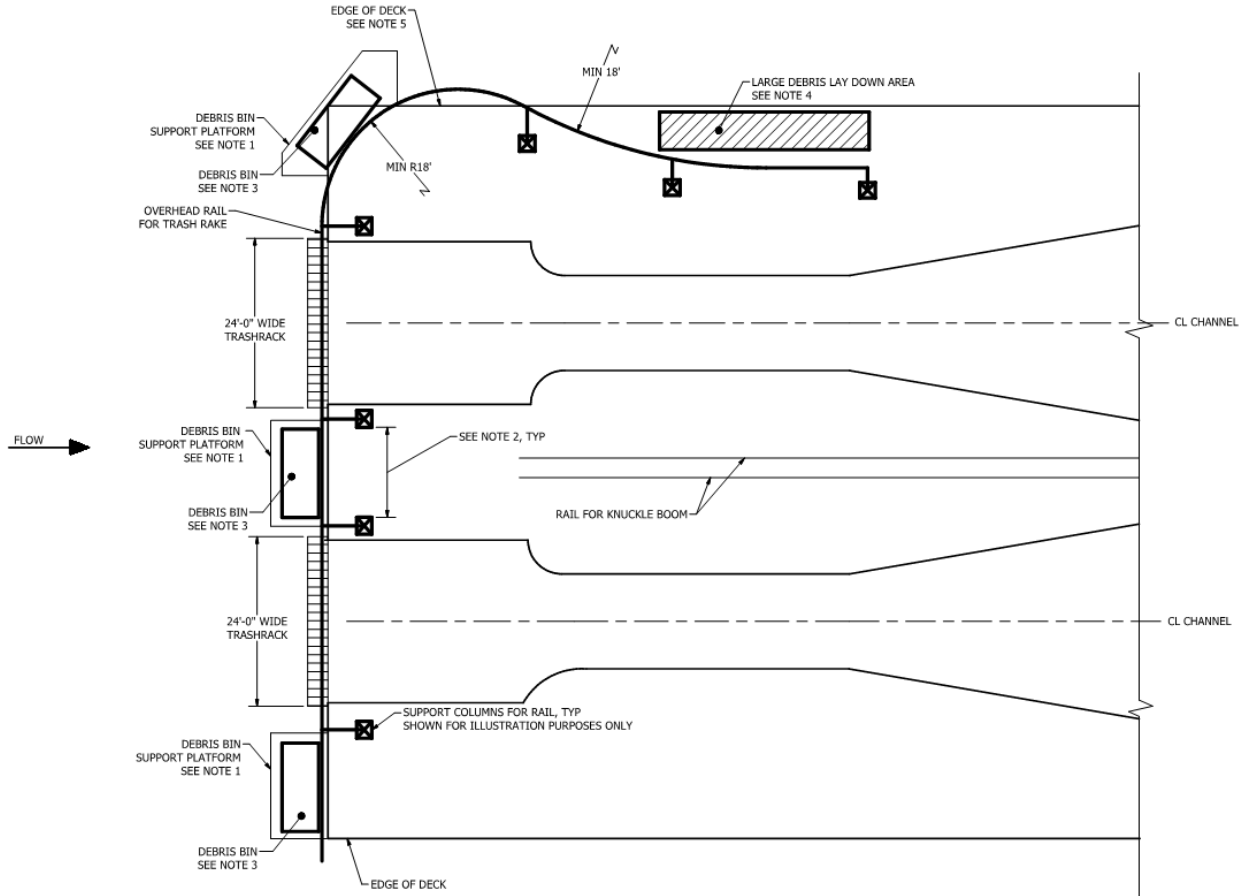 EDGE OF DECK
SEE NOTE 5
MIN 18'
LARGE DEBRIS LAY DOWN AREA
SEE NOTE 4
DEBRIS BIN
SUPPORT PLATFORM
SEE NOTE 1
DEBRIS BIN
SEE NOTE 3
MIN R18'
OVERHEAD RAIL
FOR TRASH RAKE
24'-0" WIDE
TRASHRACK
CL CHANNEL
FLOW
DEBRIS BIN
SUPPORT PLATFORM
SEE NOTE 1
SEE NOTE 2, TYP
DEBRIS BIN
SEE NOTE 3
RAIL FOR KNUCKLE BOOM
24'-0" WIDE
TRASHRACK
CL CHANNEL
SUPPORT COLUMNS FOR RAIL, TYP
SHOWN FOR ILLUSTRATION PURPOSES ONLY
DEBRIS BIN
SUPPORT PLATFORM
SEE NOTE 1
DEBRIS BIN
SEE NOTE 3
EDGE OF DECK